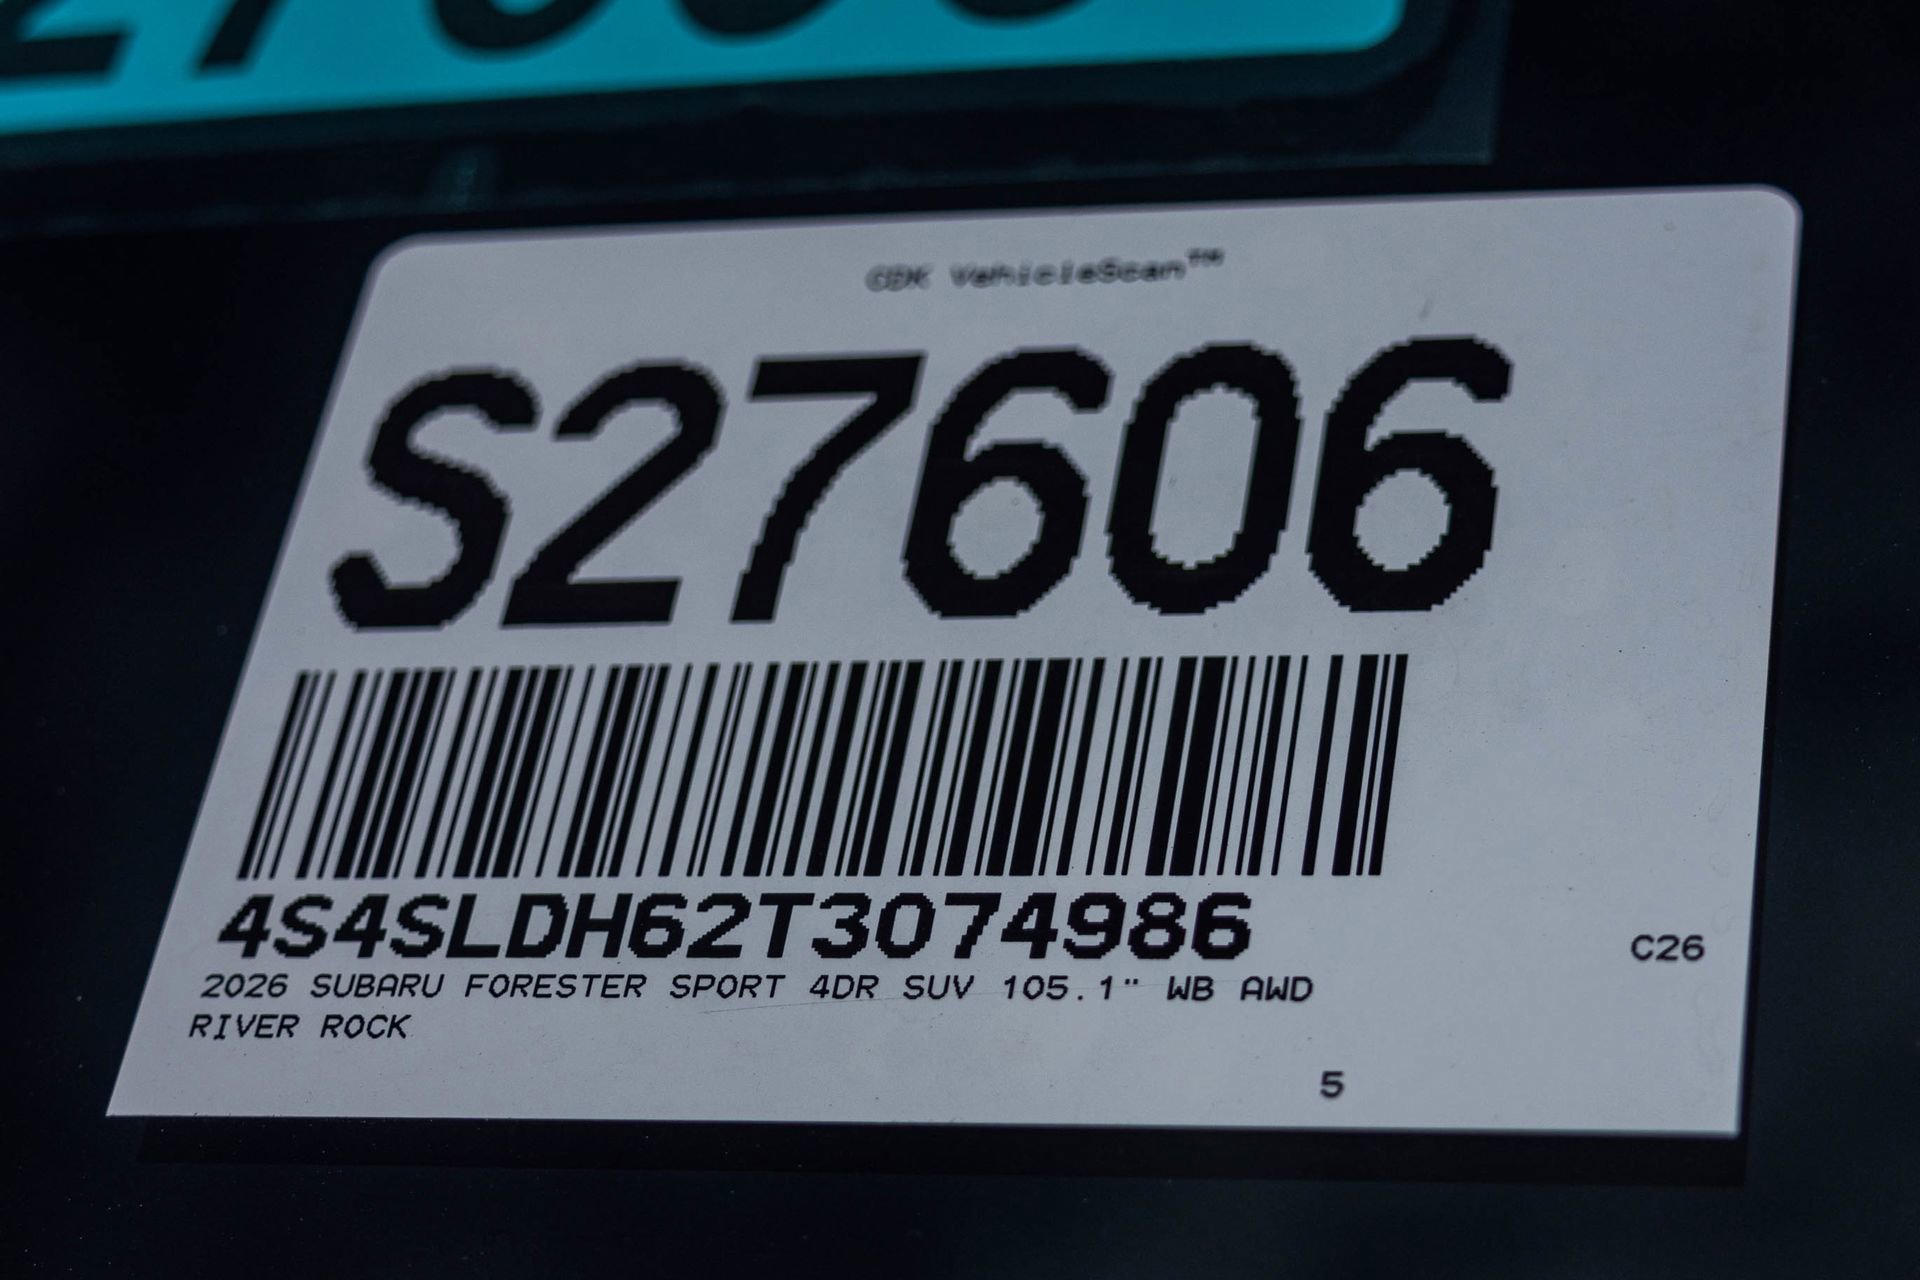 CDK VehicleScan™
S27606
4S4SLDH62T3074986
C26
2026 SUBARU FORESTER SPORT 4DR SUV 105.1" WB AWD
RIVER ROCK
5